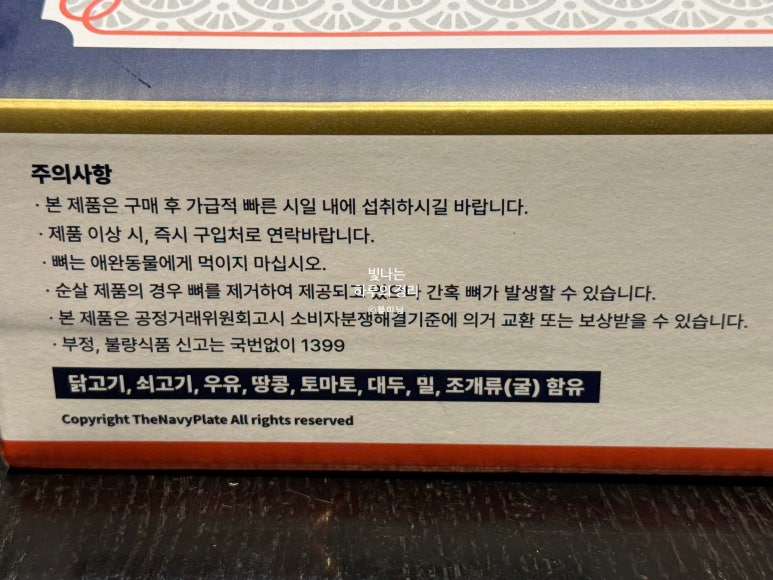 주의사항
· 본 제품은 구매 후 가급적 빠른 시일 내에 섭취하시길 바랍니다.
· 제품 이상 시, 즉시 구입처로 연락바랍니다.
· 뼈는 애완동물에게 먹이지 마십시오.
빛나는
하루의 정리
· 순살 제품의 경우 뼈를 제거하여 제공되고 있으나 간혹 뼈가 발생할 수 있습니다.
· 본 제품은 공정거래위원회고시 소비자분쟁해결기준에 의거 교환 또는 보상받을 수 있습니다.
· 부정, 불량식품 신고는 국번없이 1399
닭고기, 쇠고기, 우유, 땅콩, 토마토, 대두, 밀, 조개류(굴) 함유
Copyright TheNavyPlate All rights reserved